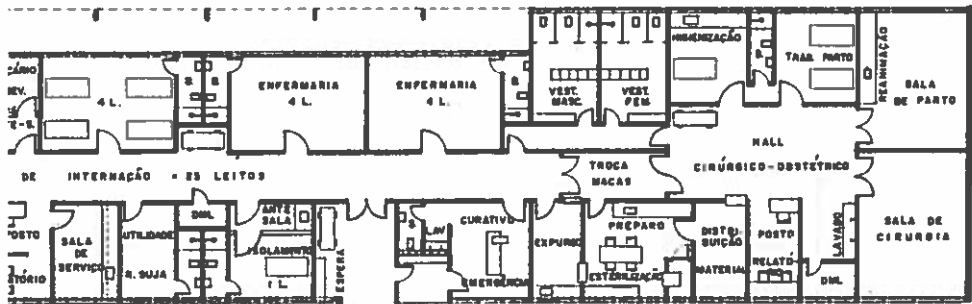 HIGIENIZAÇÃO
TRAB. PARTO
REANIMAÇÃO
SALA
DE PARTO
4 L.
B.
B.
ENFERMARIA
4 L.
ENFERMARIA
4 L.
B.
VEST.
MASC.
VEST.
FEM.
B.
HALL
CIRÚRGICO-OBSTÉTRICO
DE INTERNAÇÃO = 25 LEITOS
TROCA
MACAS
POSTO
SALA
DE
SERVIÇO
UTILIDADE
R. SUJA
DML
ANTE
SALA
ISOLAMENTO
1 L.
ESPERA
LAV
CURATIVO
EMERGÊNCIA
EXPURGO
PREPARO
ESTERILIZAÇÃO
DISTRI-
BUIÇÃO
MATERIAL
POSTO
RELATÓ
LAVABO
DML
SALA DE
CIRURGIA